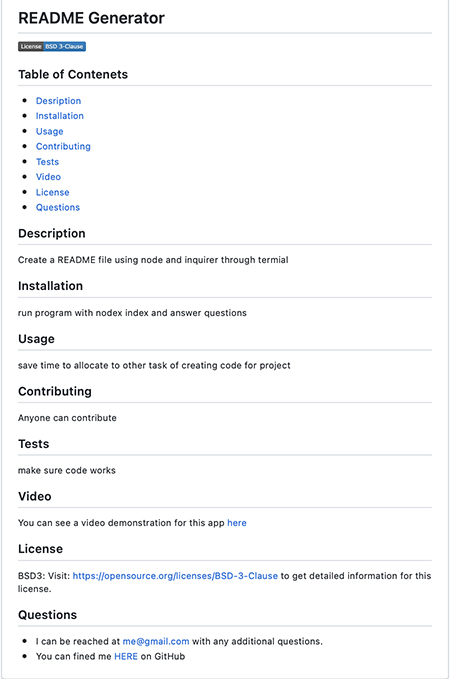 README Generator
License BSD 3-Clause
Table of Contenets
Desription
Installation
Usage
Contributing
Tests
Video
License
Questions
Description
Create a README file using node and inquirer through termial
Installation
run program with nodex index and answer questions
Usage
save time to allocate to other task of creating code for project
Contributing
Anyone can contribute
Tests
make sure code works
Video
You can see a video demonstration for this app here
License
BSD3: Visit: https://opensource.org/licenses/BSD-3-Clause to get detailed information for this
license.
Questions
I can be reached at me@gmail.com with any additional questions.
You can fined me HERE on GitHub